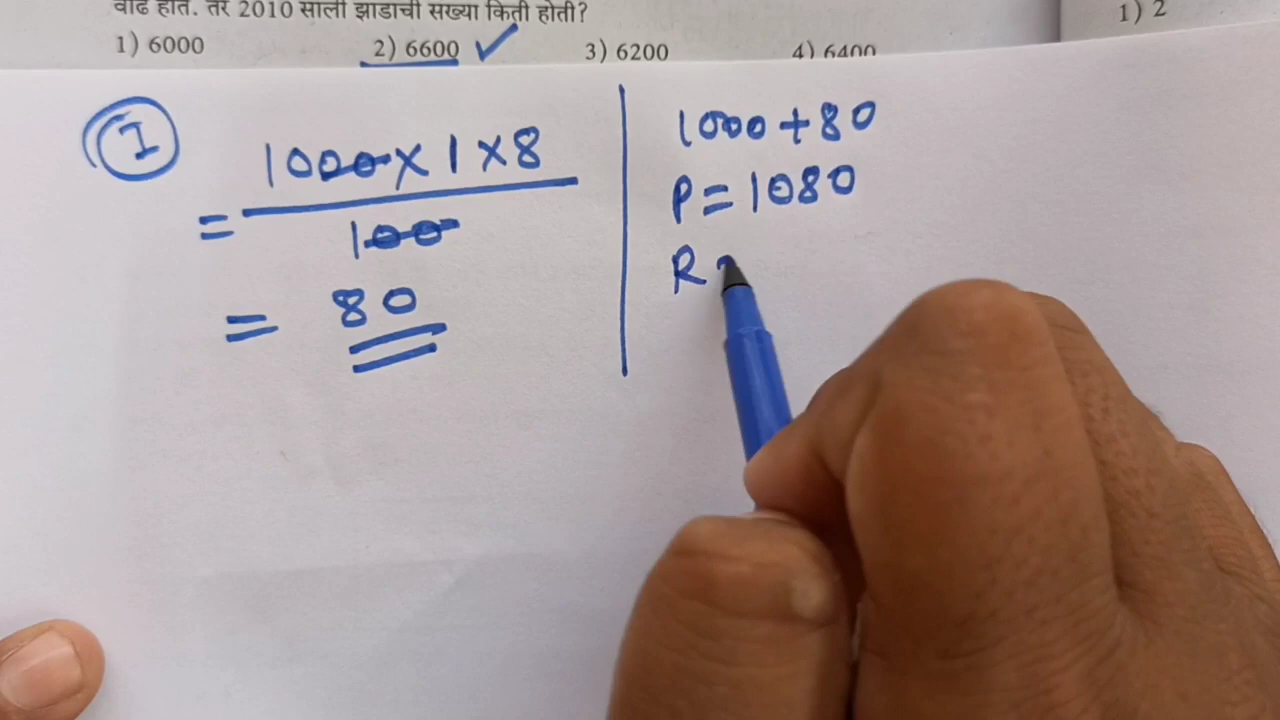 वाढ होते. तर 2010 साली झाडाची संख्या किती होती?
1) 6000 2) 6600 ✓ 3) 6200 4) 6400
1) 2
I
= 1000 × 1 × 8
100
= 80
1000 + 80
P = 1080
R